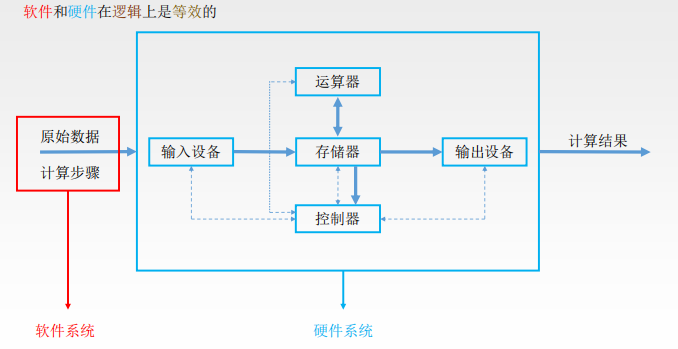 软件和硬件在逻辑上是等效的
运算器
原始数据
计算步骤
输入设备
存储器
输出设备
计算结果
控制器
软件系统
硬件系统